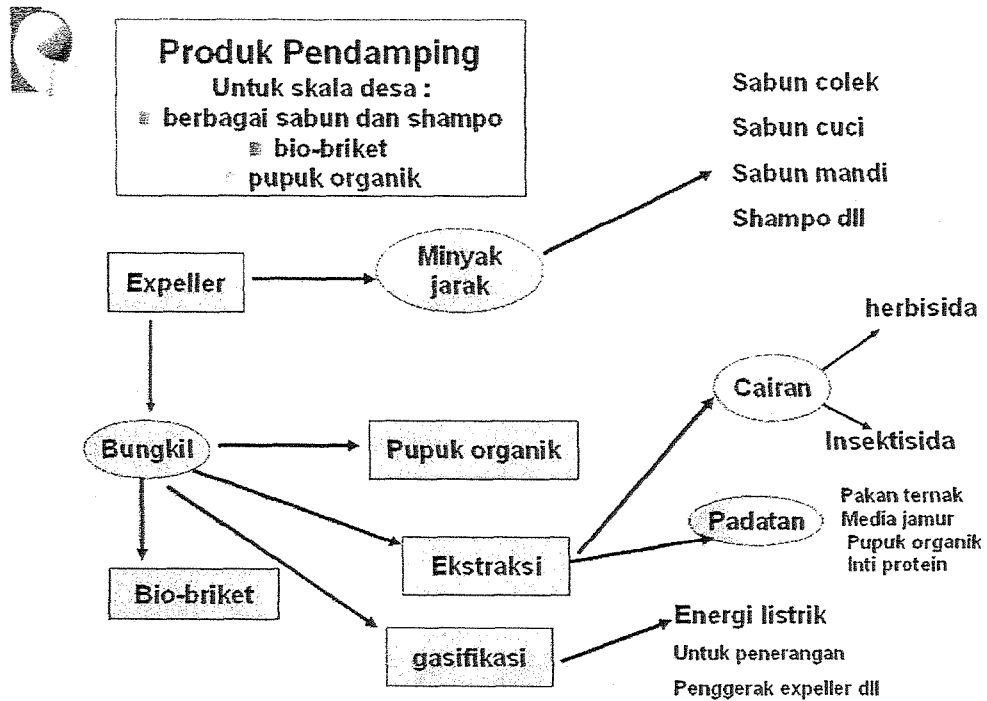 Produk Pendamping
Untuk skala desa :
berbagai sabun dan shampo
bio-briket
pupuk organik
Sabun colek
Sabun cuci
Sabun mandi
Shampo dll
Expeller
Minyak
jarak
herbisida
Cairan
Insektisida
Bungkil
Pupuk organik
Pakan ternak
Media jamur
Pupuk organik
Inti protein
Padatan
Ekstraksi
Bio-briket
gasifikasi
Energi listrik
Untuk penerangan
Penggerak expeller dll